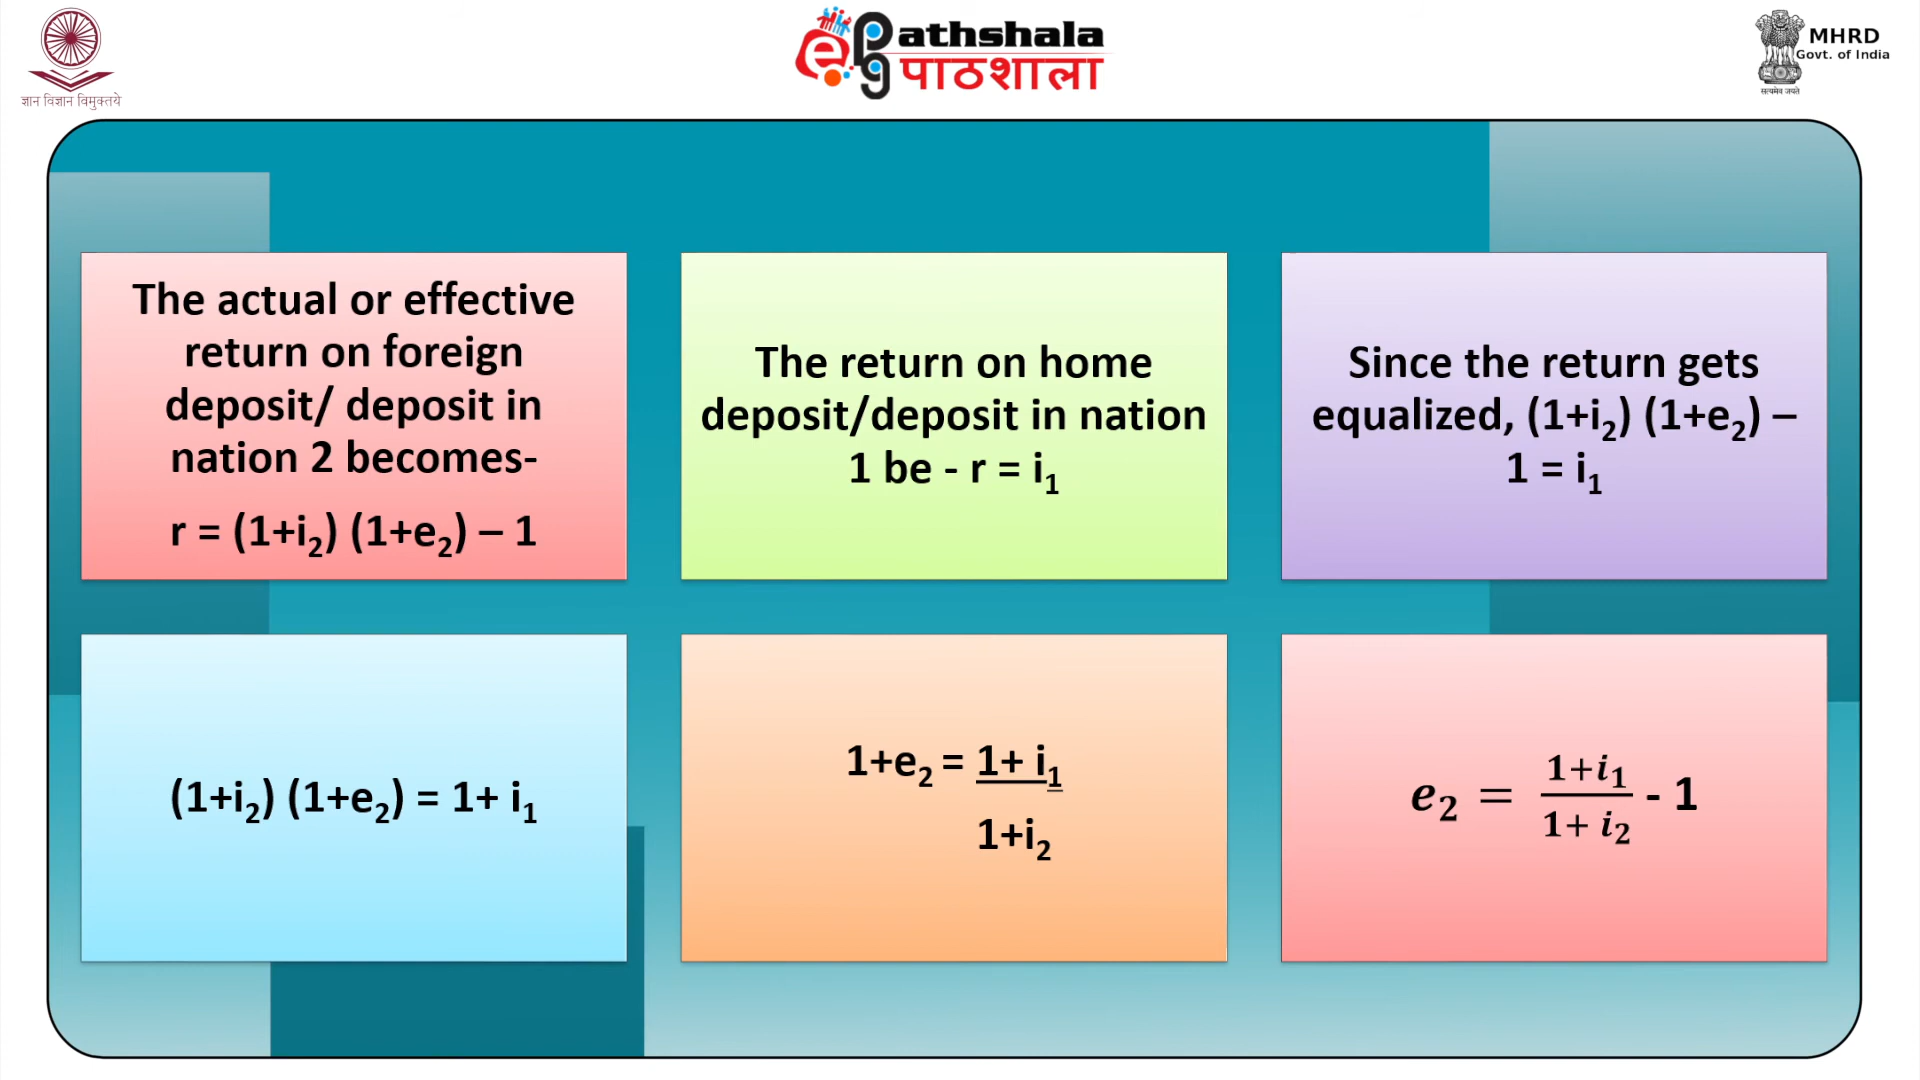 ज्ञान विज्ञान विमुक्तये
ePG athshala
पाठशाला
MHRD
Govt. of India
सत्यमेव जयते
The actual or effective
return on foreign
deposit/ deposit in
nation 2 becomes-
r = (1+i₂) (1+e₂) – 1
The return on home
deposit/deposit in nation
1 be - r = i₁
Since the return gets
equalized, (1+i₂) (1+e₂) –
1 = i₁
(1+i₂) (1+e₂) = 1+ i₁
1+e₂ = 1+ i₁
1+i₂
e₂ = (1+i₁)/(1+ i₂) - 1